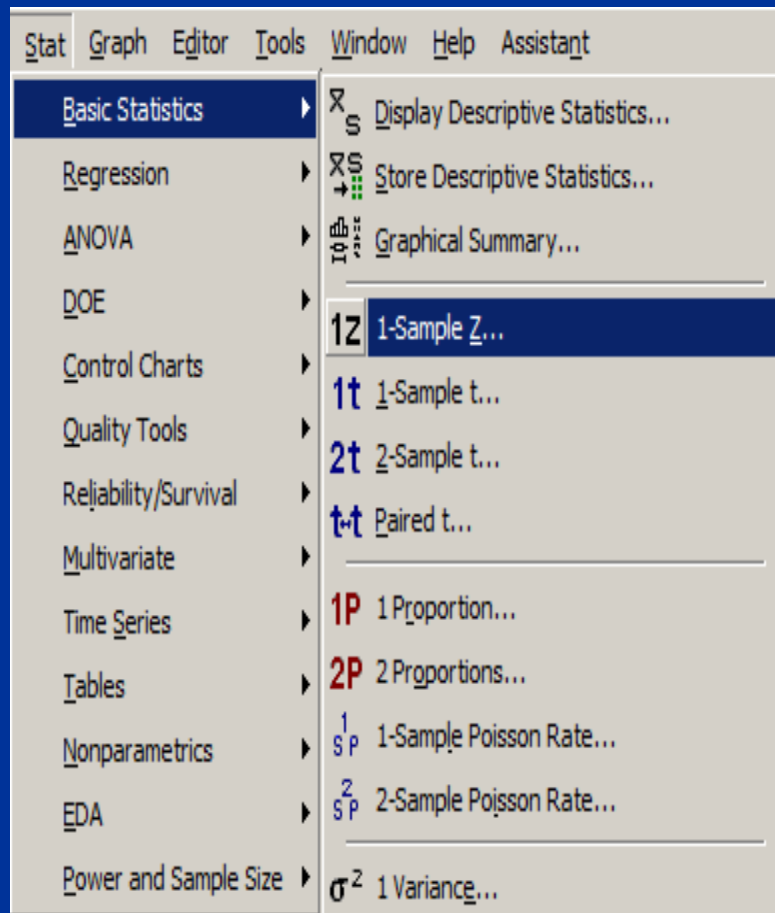 Stat Graph Editor Tools Window Help Assistant
Basic Statistics
Regression
ANOVA
DOE
Control Charts
Quality Tools
Reliability/Survival
Multivariate
Time Series
Tables
Nonparametrics
EDA
Power and Sample Size
X S Display Descriptive Statistics...
XS Store Descriptive Statistics...
Graphical Summary...
1Z 1-Sample Z...
1t 1-Sample t...
2t 2-Sample t...
t↔t Paired t...
1P 1 Proportion...
2P 2 Proportions...
1 S P 1-Sample Poisson Rate...
2 S P 2-Sample Poisson Rate...
σ² 1 Variance...